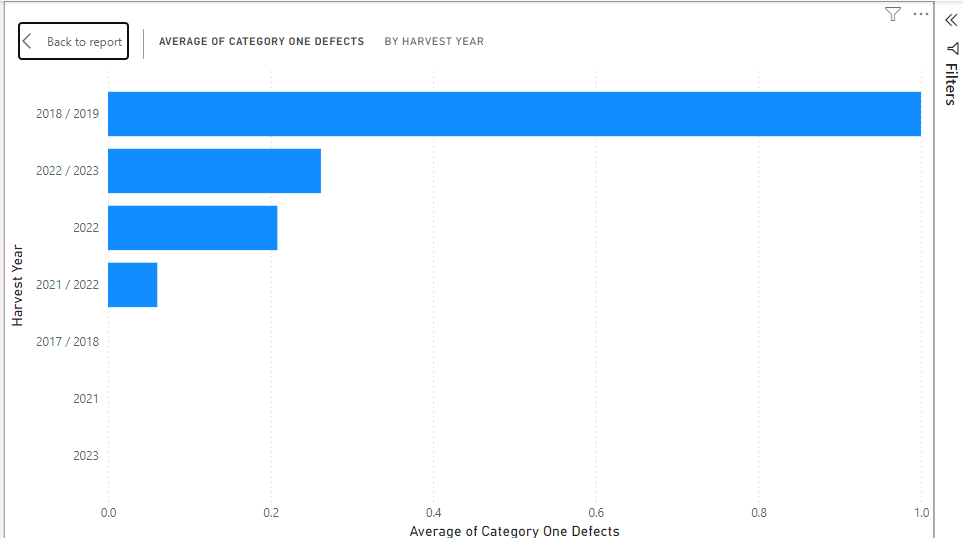 Back to report
AVERAGE OF CATEGORY ONE DEFECTS BY HARVEST YEAR
Filters
Harvest Year
2018 / 2019
2022 / 2023
2022
2021 / 2022
2017 / 2018
2021
2023
0.0 0.2 0.4 0.6 0.8 1.0
Average of Category One Defects